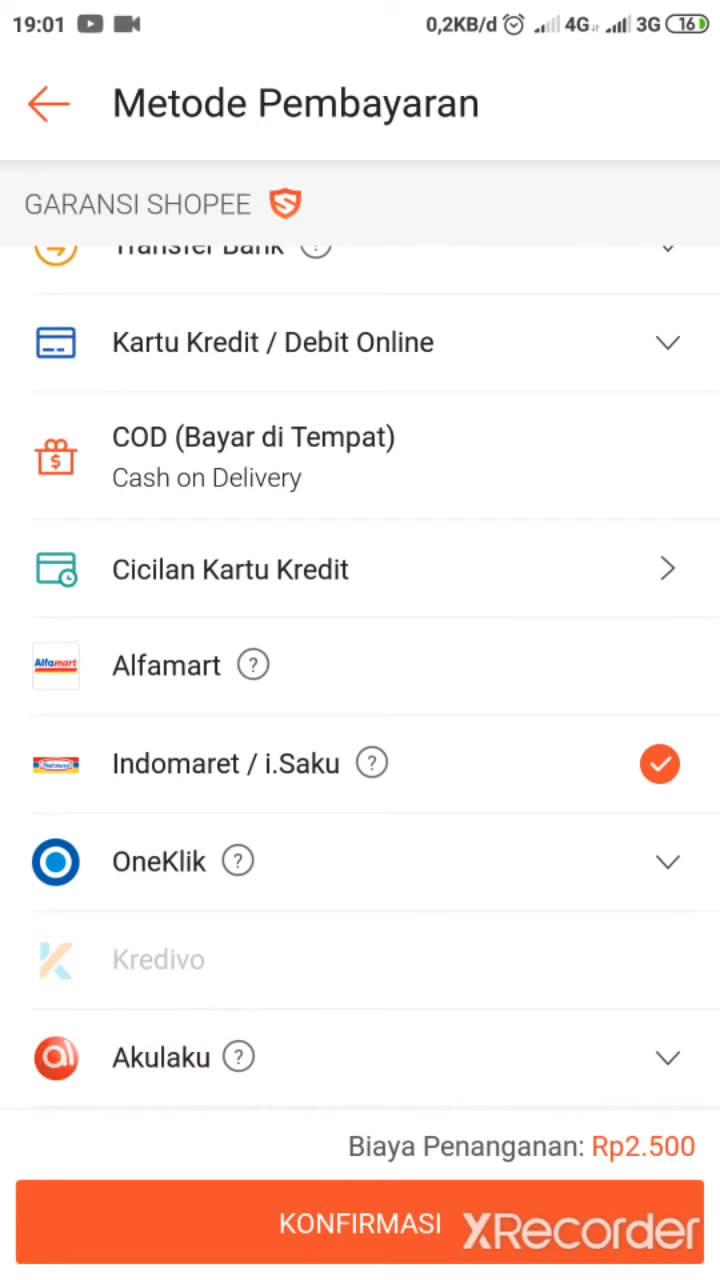 19:01 0,2KB/d 4G 3G 16
Metode Pembayaran
GARANSI SHOPEE
Transfer Bank ?
Kartu Kredit / Debit Online
COD (Bayar di Tempat)
Cash on Delivery
Cicilan Kartu Kredit
Alfamart Alfamart ?
Indomaret Indomaret / i.Saku ?
OneKlik ?
Kredivo
Akulaku ?
Biaya Penanganan: Rp2.500
KONFIRMASI XRecorder